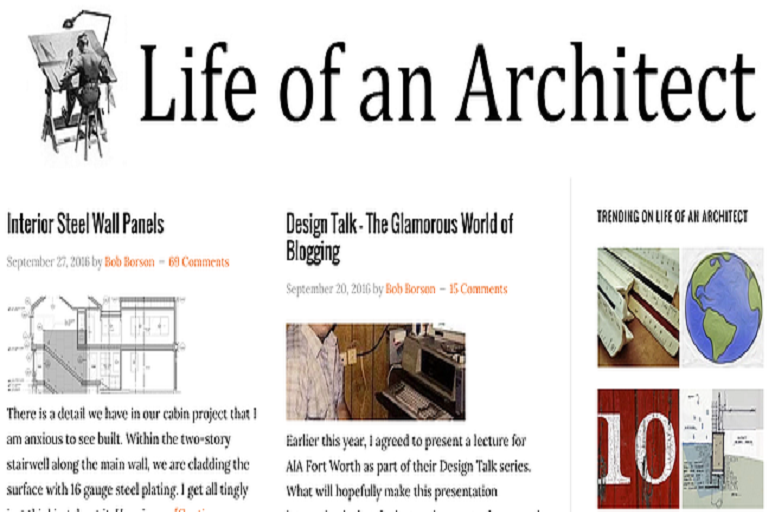 Life of an Architect
Interior Steel Wall Panels
September 27, 2016 by Bob Borson — 69 Comments
There is a detail we have in our cabin project that I
am anxious to see built. Within the two-story
stairwell along the main wall, we are cladding the
surface with 16 gauge steel plating. I get all tingly
Design Talk - The Glamorous World of
Blogging
September 20, 2016 by Bob Borson — 15 Comments
Earlier this year, I agreed to present a lecture for
AIA Fort Worth as part of their Design Talk series.
What will hopefully make this presentation
TRENDING ON LIFE OF AN ARCHITECT
10